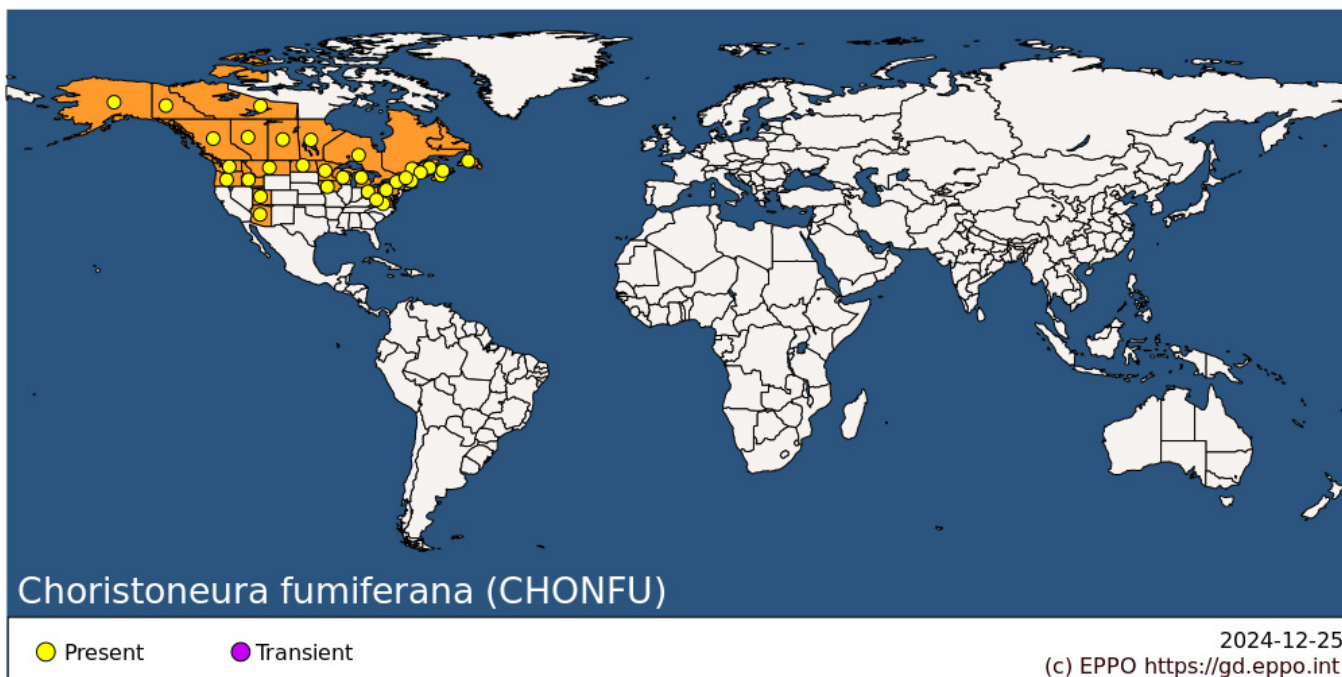 Choristoneura fumiferana (CHONFU)
Present
Transient
2024-12-25
(c) EPPO https://gd.eppo.int